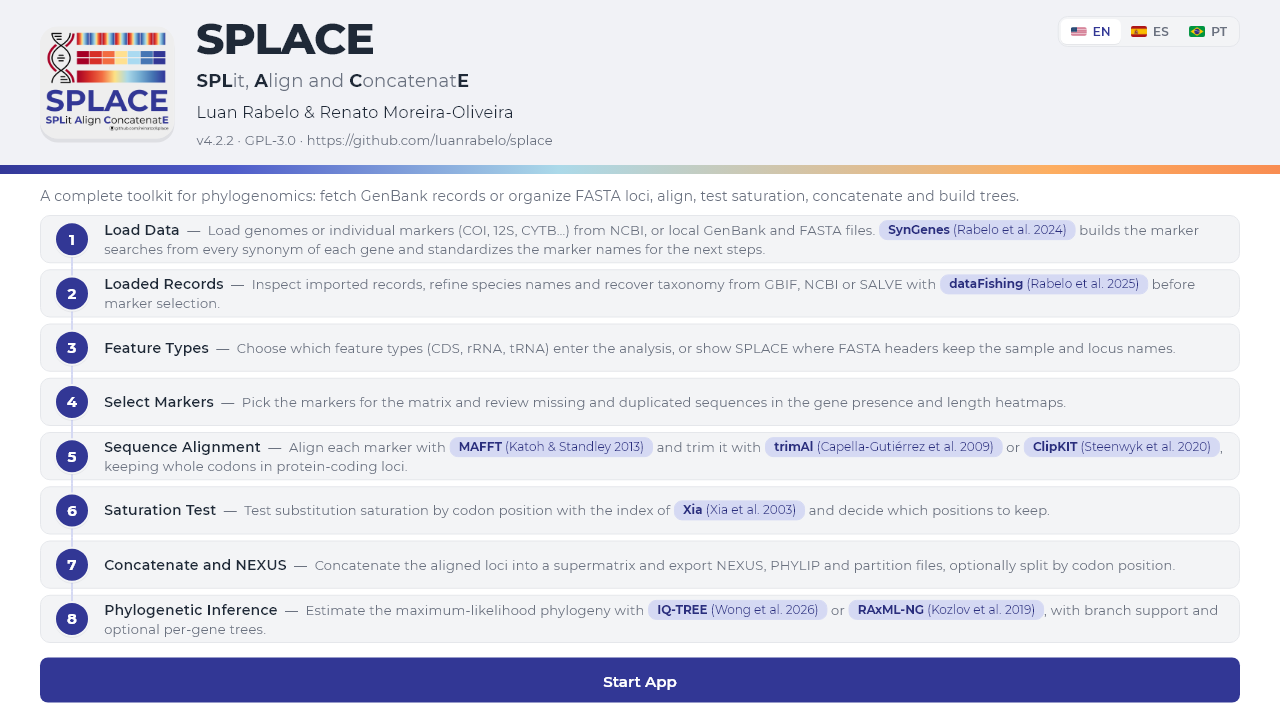 SPLACE
SPLit Align ConcatenatE
SPLACE
SPLit, Align and ConcatenatE
Luan Rabelo & Renato Moreira-Oliveira
v4.2.2 · GPL-3.0 · https://github.com/luanrabelo/splace
EN ES PT
A complete toolkit for phylogenomics: fetch GenBank records or organize FASTA loci, align, test saturation, concatenate and build trees.
1 Load Data — Load genomes or individual markers (COI, 12S, CYTB...) from NCBI, or local GenBank and FASTA files. SynGenes (Rabelo et al. 2024) builds the marker
searches from every synonym of each gene and standardizes the marker names for the next steps.
2 Loaded Records — Inspect imported records, refine species names and recover taxonomy from GBIF, NCBI or SALVE with dataFishing (Rabelo et al. 2025) before
marker selection.
3 Feature Types — Choose which feature types (CDS, rRNA, tRNA) enter the analysis, or show SPLACE where FASTA headers keep the sample and locus names.
4 Select Markers — Pick the markers for the matrix and review missing and duplicated sequences in the gene presence and length heatmaps.
5 Sequence Alignment — Align each marker with MAFFT (Katoh & Standley 2013) and trim it with trimAl (Capella-Gutiérrez et al. 2009) or ClipKIT (Steenwyk et al. 2020),
keeping whole codons in protein-coding loci.
6 Saturation Test — Test substitution saturation by codon position with the index of Xia (Xia et al. 2003) and decide which positions to keep.
7 Concatenate and NEXUS — Concatenate the aligned loci into a supermatrix and export NEXUS, PHYLIP and partition files, optionally split by codon position.
8 Phylogenetic Inference — Estimate the maximum-likelihood phylogeny with IQ-TREE (Wong et al. 2026) or RAxML-NG (Kozlov et al. 2019), with branch support and
optional per-gene trees.
Start App